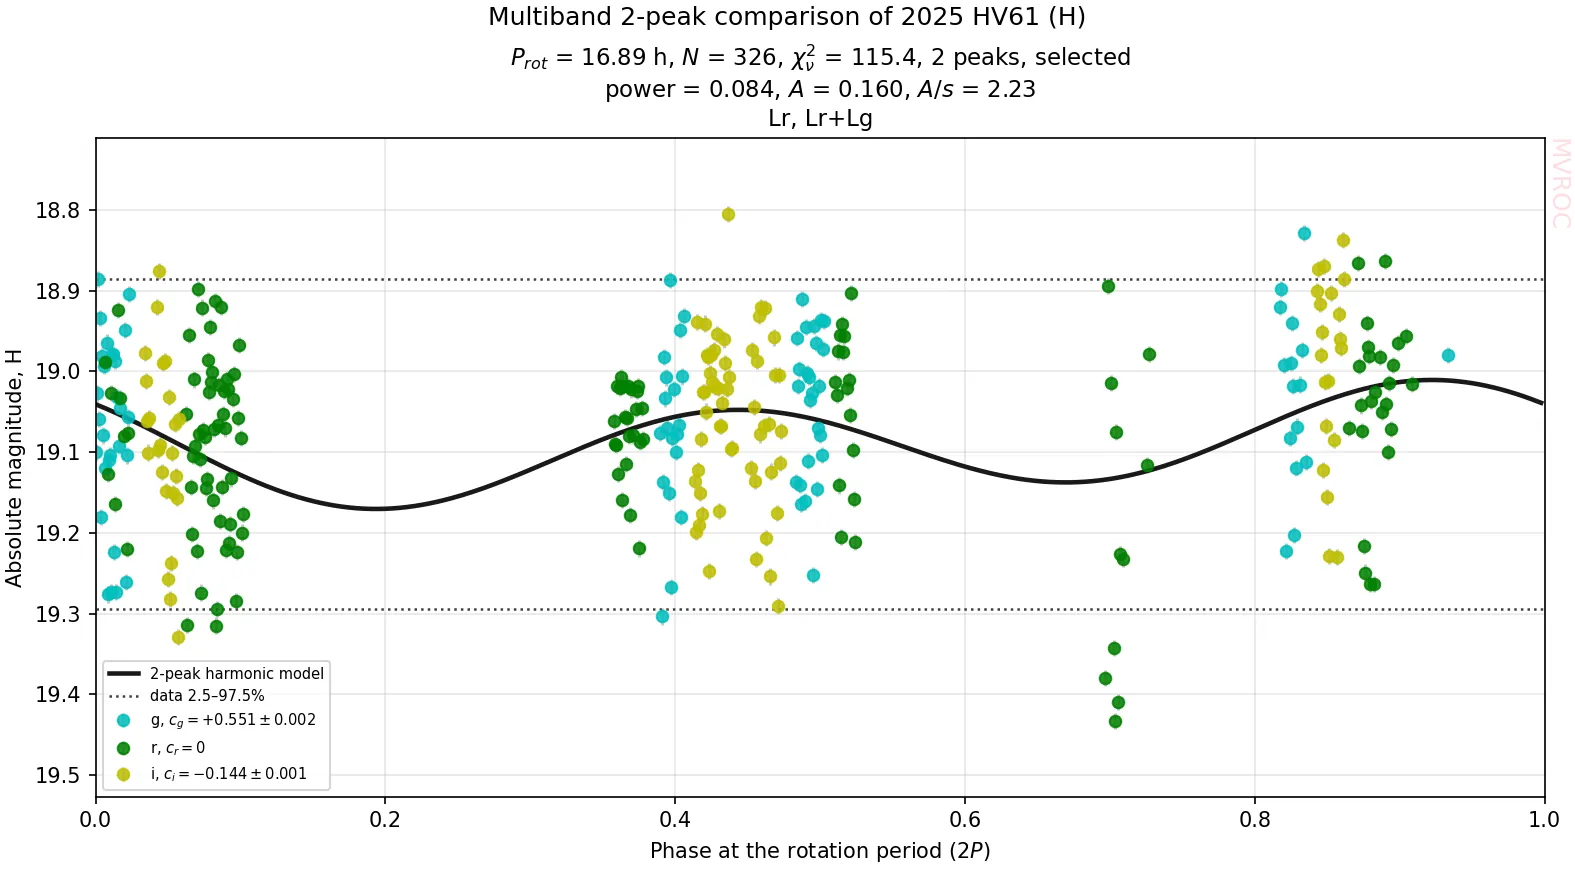 Multiband 2-peak comparison of 2025 HV61 (H)
P_rot = 16.89 h, N = 326, χ²_ν = 115.4, 2 peaks, selected
power = 0.084, A = 0.160, A/s = 2.23
Lr, Lr+Lg
MVROC
Absolute magnitude, H
18.8
18.9
19.0
19.1
19.2
19.3
19.4
19.5
2-peak harmonic model
data 2.5–97.5%
g, c_g = +0.551 ± 0.002
r, c_r = 0
i, c_i = −0.144 ± 0.001
0.0 0.2 0.4 0.6 0.8 1.0
Phase at the rotation period (2P)